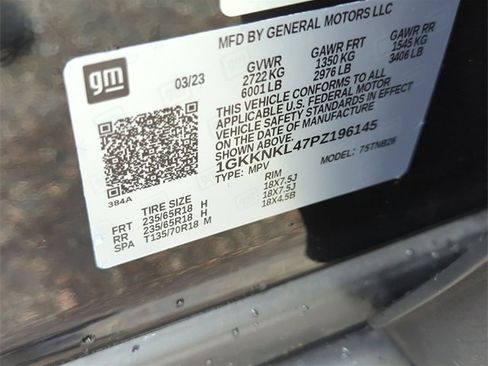 MFD BY GENERAL MOTORS LLC
gm
03/23
GVWR GAWR FRT GAWR RR
2722 KG 1350 KG 1545 KG
6001 LB 2976 LB 3406 LB
THIS VEHICLE CONFORMS TO ALL
APPLICABLE U.S. FEDERAL MOTOR
VEHICLE SAFETY STANDARDS IN EFFECT
ON THE DATE OF MANUFACTURE
SHOWN ABOVE.
1GKKNKL47PZ196145
TYPE: MPV MODEL: 7STNB26
384A
TIRE SIZE RIM
FRT 235/65R18 H 18X7.5J
RR 235/65R18 H 18X7.5J
SPA T135/70R18 M 18X4.5B